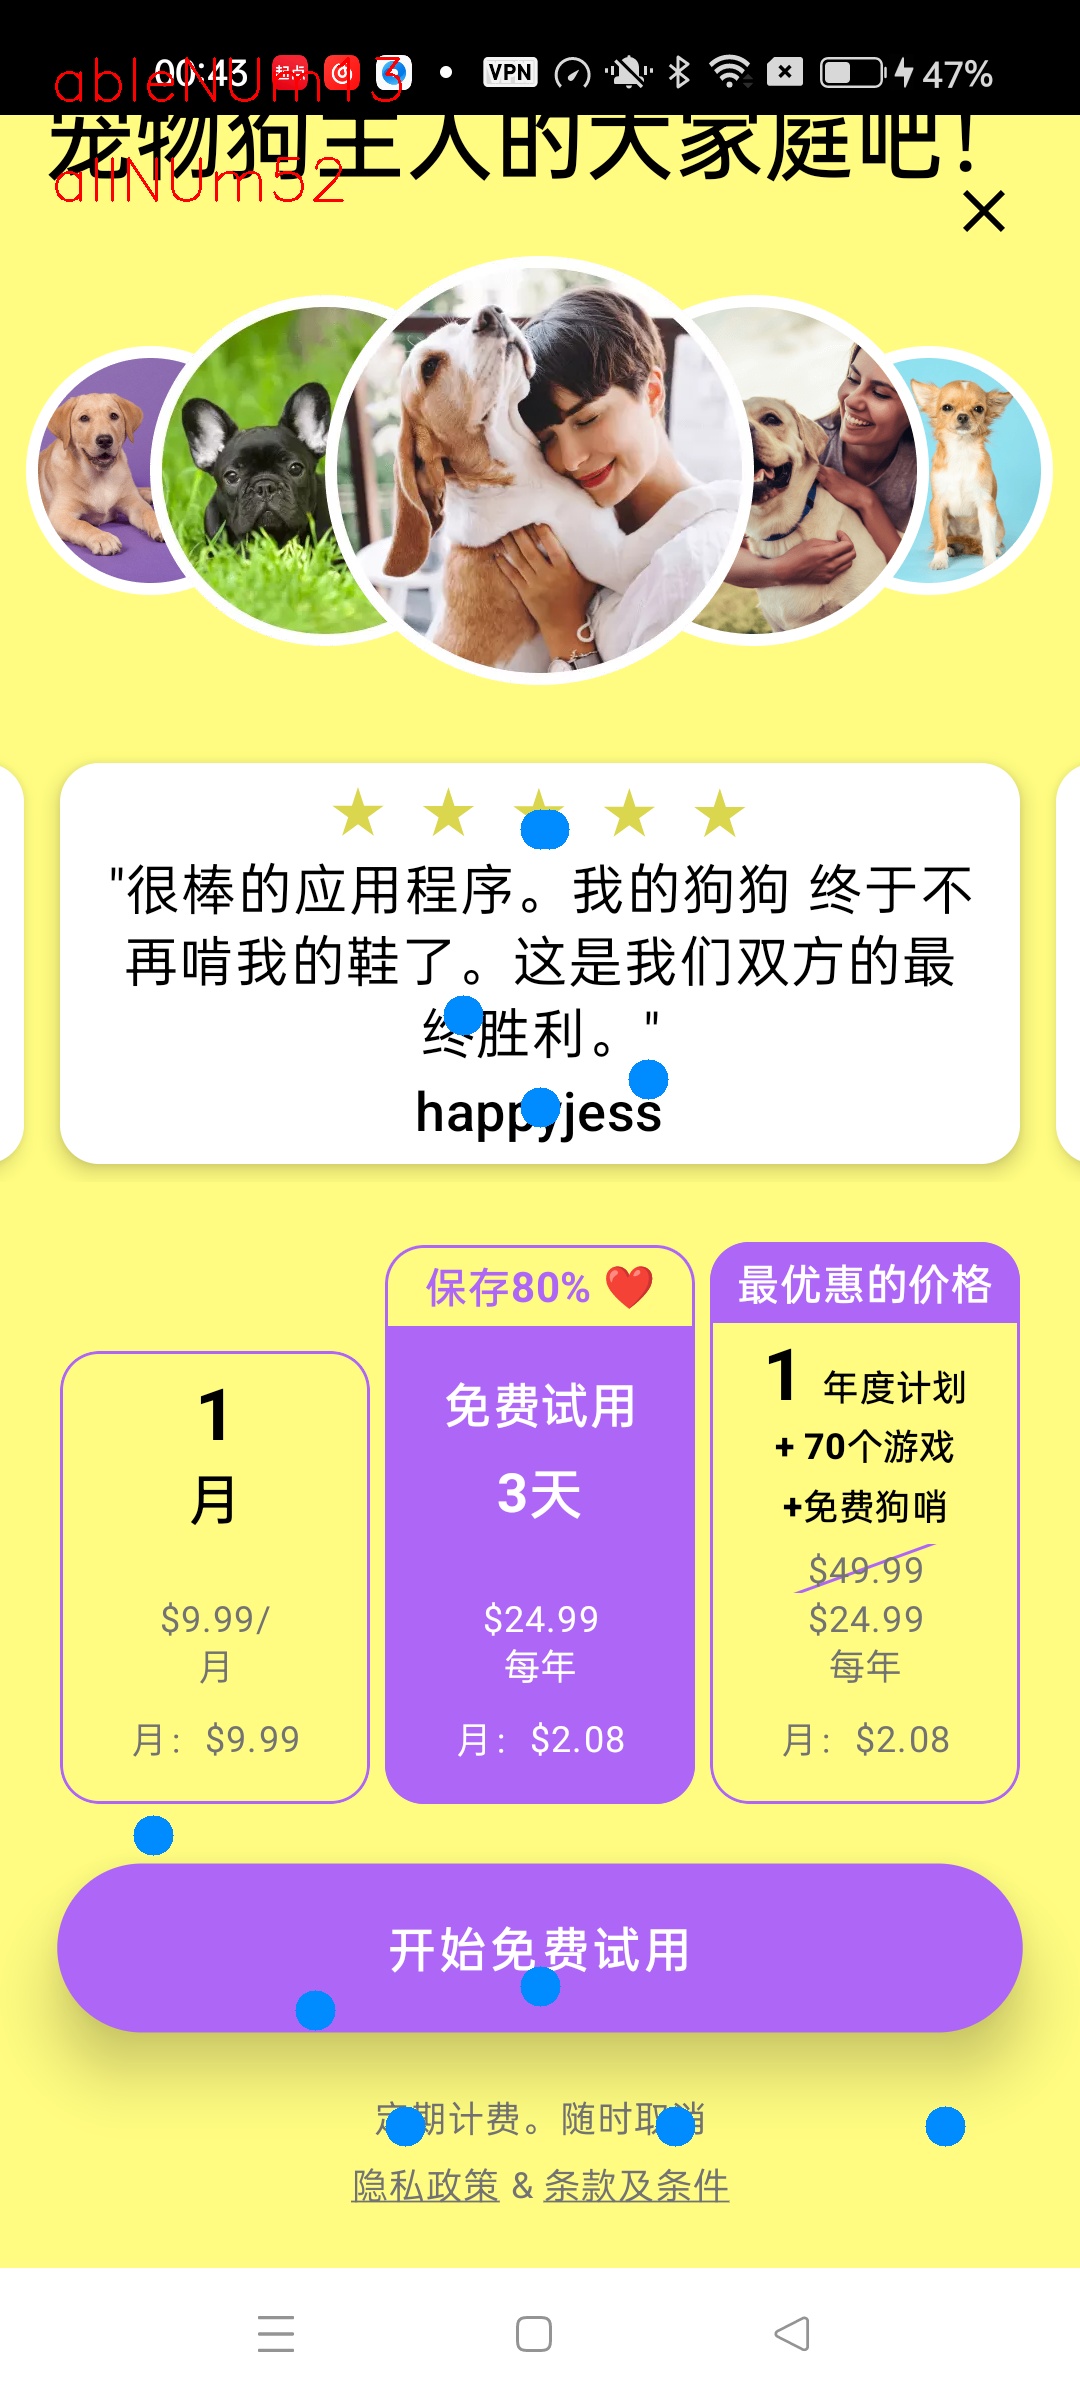 00:43
VPN
47%
ableNUm13
宠物狗主人的大家庭吧!
allNUm52
"很棒的应用程序。我的狗狗 终于不
再啃我的鞋了。这是我们双方的最
终胜利。"
happyjess
保存80% ❤️
最优惠的价格
1
月
$9.99/
月
月: $9.99
免费试用
3天
$24.99
每年
月: $2.08
1 年度计划
+ 70个游戏
+免费狗哨
$49.99
$24.99
每年
月: $2.08
开始免费试用
定期计费。随时取消
隐私政策 & 条款及条件